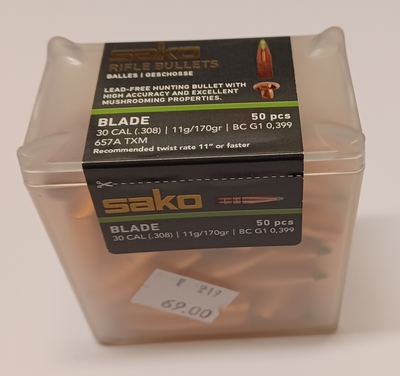 sako
RIFLE BULLETS
BALLES | GESCHOSSE
LEAD-FREE HUNTING BULLET WITH
HIGH ACCURACY AND EXCELLENT
MUSHROOMING PROPERTIES.
BLADE 50 pcs
30 CAL (.308) | 11g/170gr | BC G1 0,399
657A TXM
Recommended twist rate 11" or faster
sako
BLADE 50 pcs
30 CAL (.308) | 11g/170gr | BC G1 0,399
69.00